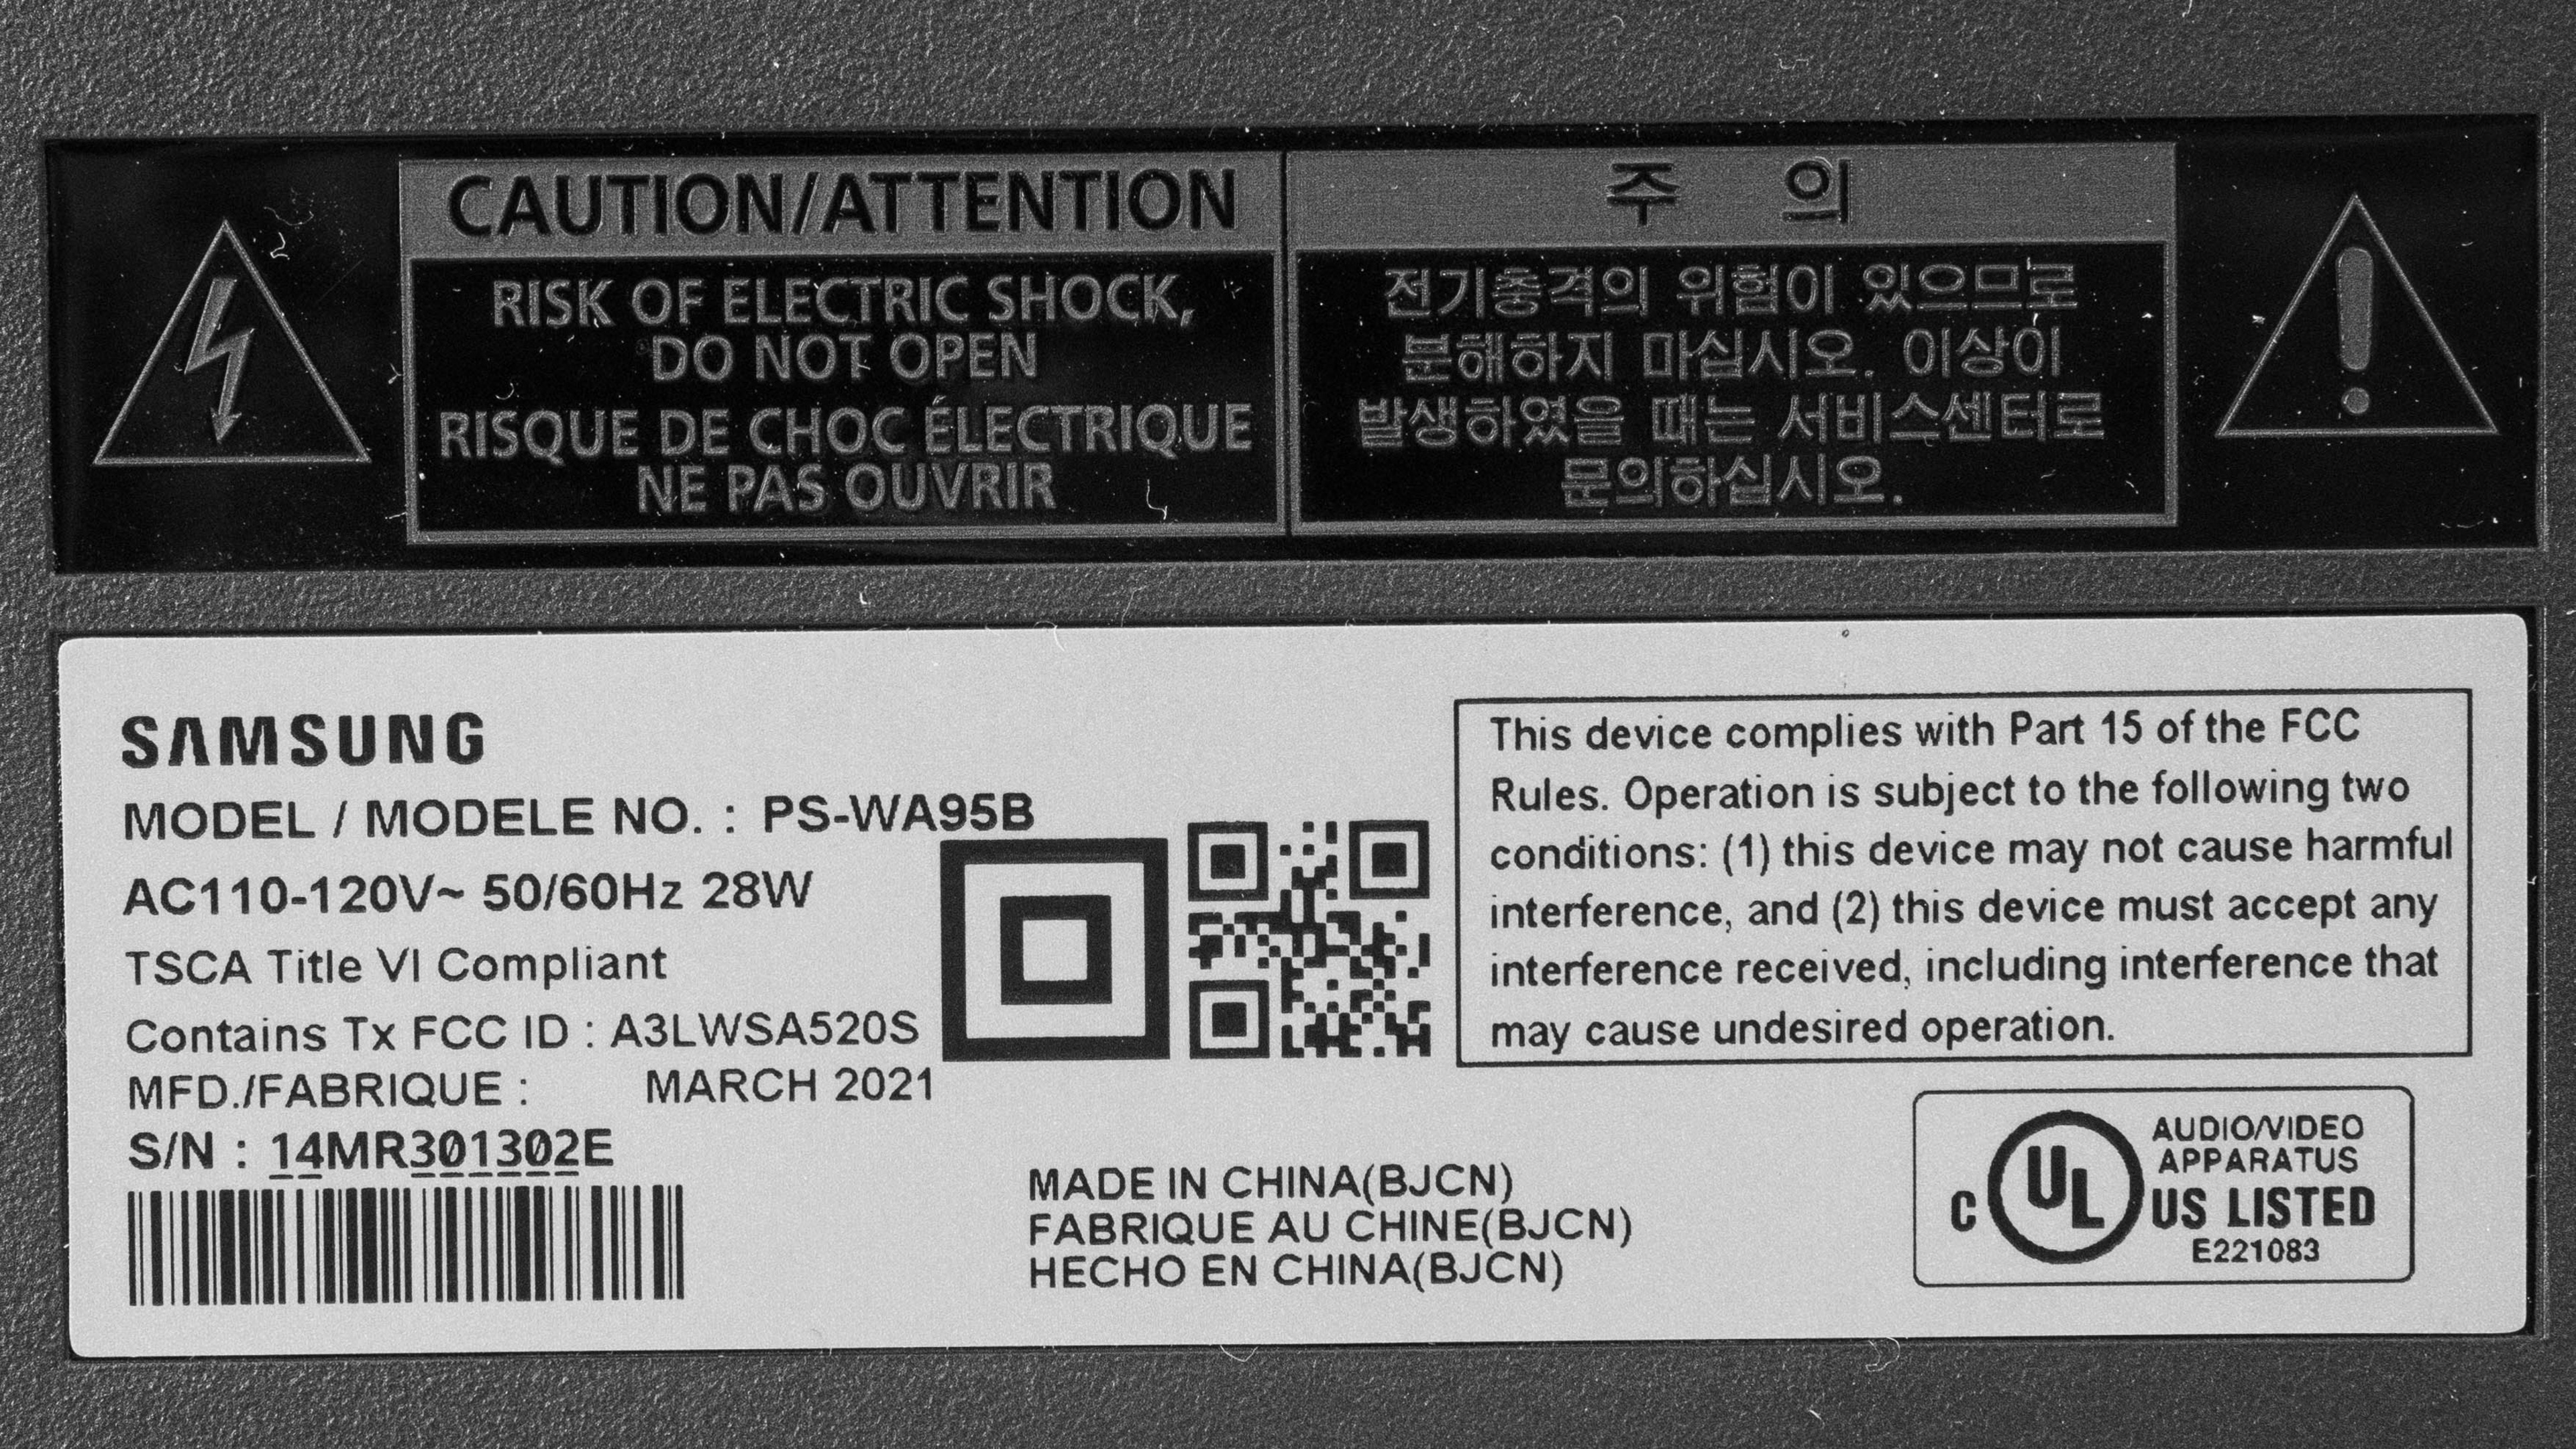 CAUTION/ATTENTION
RISK OF ELECTRIC SHOCK,
DO NOT OPEN
RISQUE DE CHOC ÉLECTRIQUE
NE PAS OUVRIR
주 의
전기충격의 위험이 있으므로
분해하지 마십시오. 이상이
발생하였을 때는 서비스센터로
문의하십시오.
SAMSUNG
MODEL / MODELE NO. : PS-WA95B
AC110-120V~ 50/60Hz 28W
TSCA Title VI Compliant
Contains Tx FCC ID : A3LWSA520S
MFD./FABRIQUE : MARCH 2021
S/N : 14MR301302E
This device complies with Part 15 of the FCC
Rules. Operation is subject to the following two
conditions: (1) this device may not cause harmful
interference, and (2) this device must accept any
interference received, including interference that
may cause undesired operation.
MADE IN CHINA(BJCN)
FABRIQUE AU CHINE(BJCN)
HECHO EN CHINA(BJCN)
C UL US LISTED
AUDIO/VIDEO
APPARATUS
E221083